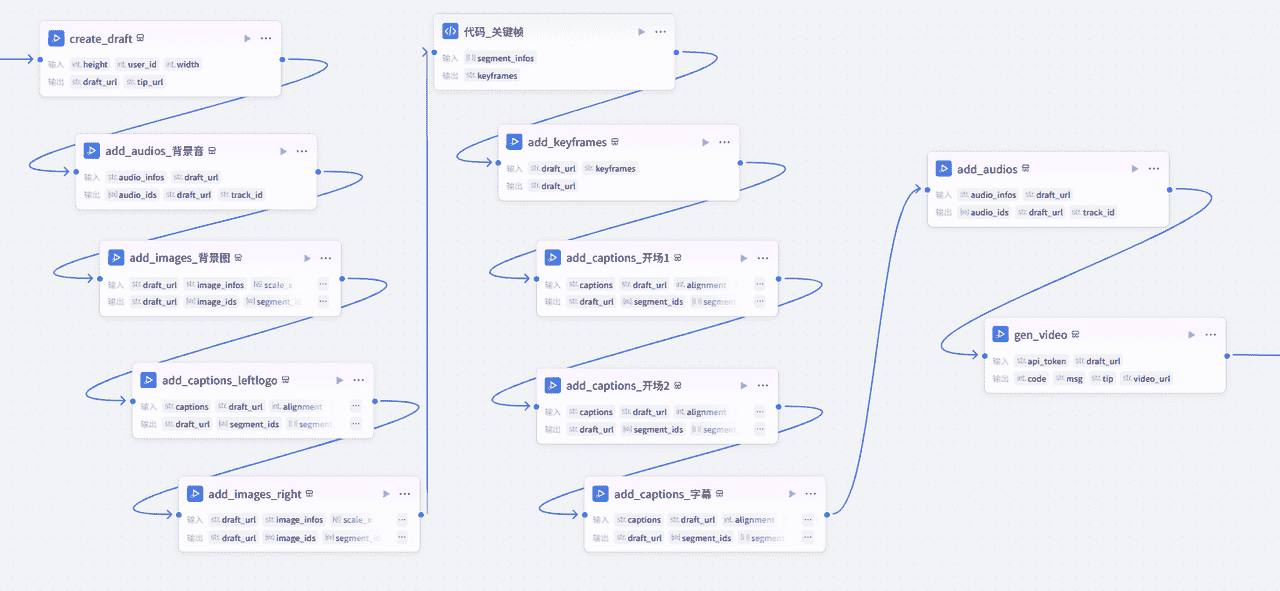 create_draft
输入 int. height int. user_id int. width
输出 str. draft_url str. tip_url
add_audios_背景音
输入 str. audio_infos str. draft_url
输出 audio_ids str. draft_url str. track_id
add_images_背景图
输入 str. draft_url str. image_infos scale_x ...
输出 str. draft_url image_ids ...
add_captions_leftlogo
输入 str. captions str. draft_url int. alignment ...
输出 str. draft_url segment_ids segment ...
add_images_right
输入 str. draft_url str. image_infos scale_x ...
输出 str. draft_url image_ids ...
代码_关键帧
输入 segment_infos
输出 str. keyframes
add_keyframes
输入 str. draft_url str. keyframes
输出 str. draft_url
add_captions_开场1
输入 str. captions str. draft_url int. alignment ...
输出 str. draft_url segment_ids segment ...
add_captions_开场2
输入 str. captions str. draft_url int. alignment ...
输出 str. draft_url segment_ids segment ...
add_captions_字幕
输入 str. captions str. draft_url int. alignment ...
输出 str. draft_url segment_ids segment ...
add_audios
输入 str. audio_infos str. draft_url
输出 audio_ids str. draft_url str. track_id
gen_video
输入 str. api_token str. draft_url
输出 int. code str. msg str. tip str. video_url